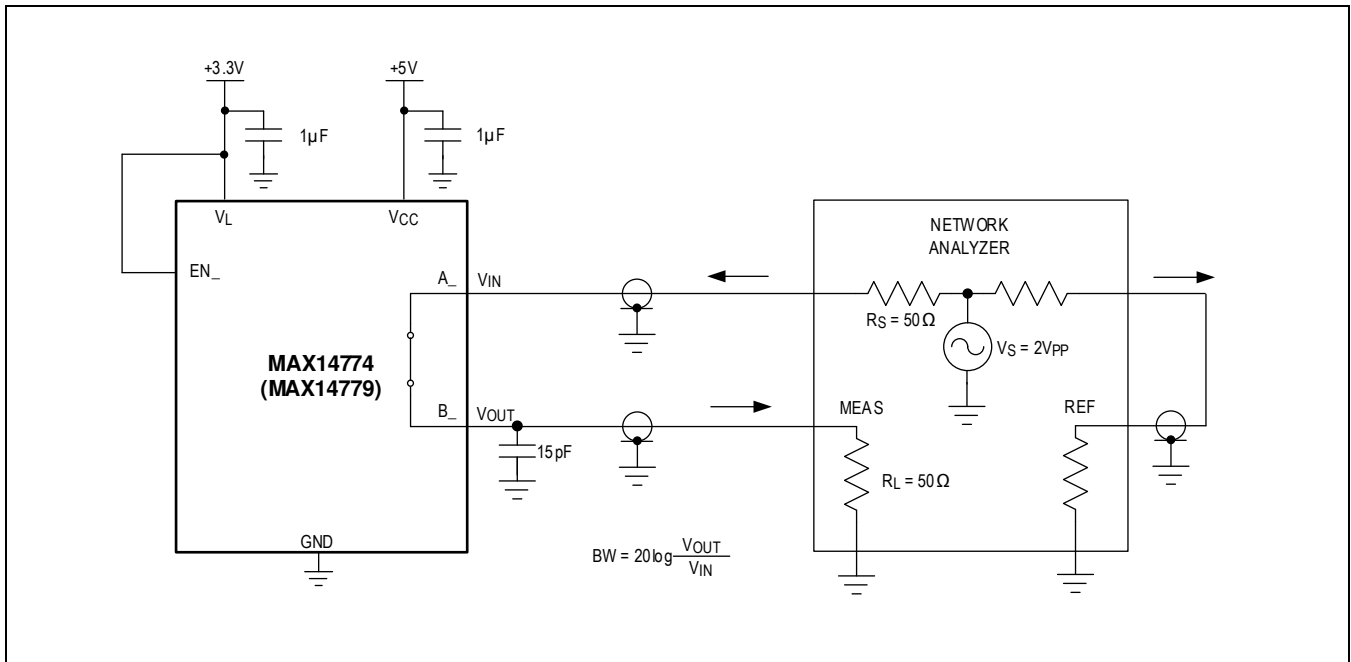 +3.3V
+5V
1µF
1µF
VL
VCC
EN_
A_
VIN
MAX14774
(MAX14779)
B_
VOUT
15pF
GND
BW = 20log VOUT
VIN
NETWORK
ANALYZER
RS = 50Ω
VS = 2VPP
MEAS
REF
RL = 50Ω